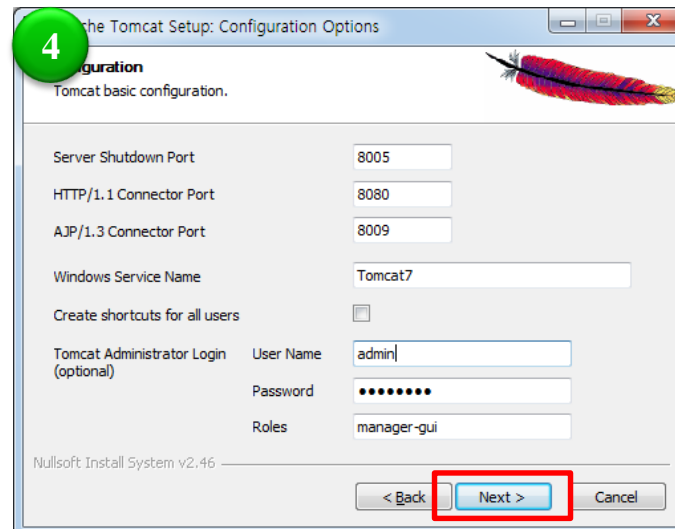 4
che Tomcat Setup: Configuration Options
guration
Tomcat basic configuration.
Server Shutdown Port 8005
HTTP/1.1 Connector Port 8080
AJP/1.3 Connector Port 8009
Windows Service Name Tomcat7
Create shortcuts for all users
Tomcat Administrator Login (optional) User Name admin
Password ●●●●●●●●
Roles manager-gui
Nullsoft Install System v2.46
< Back Next > Cancel